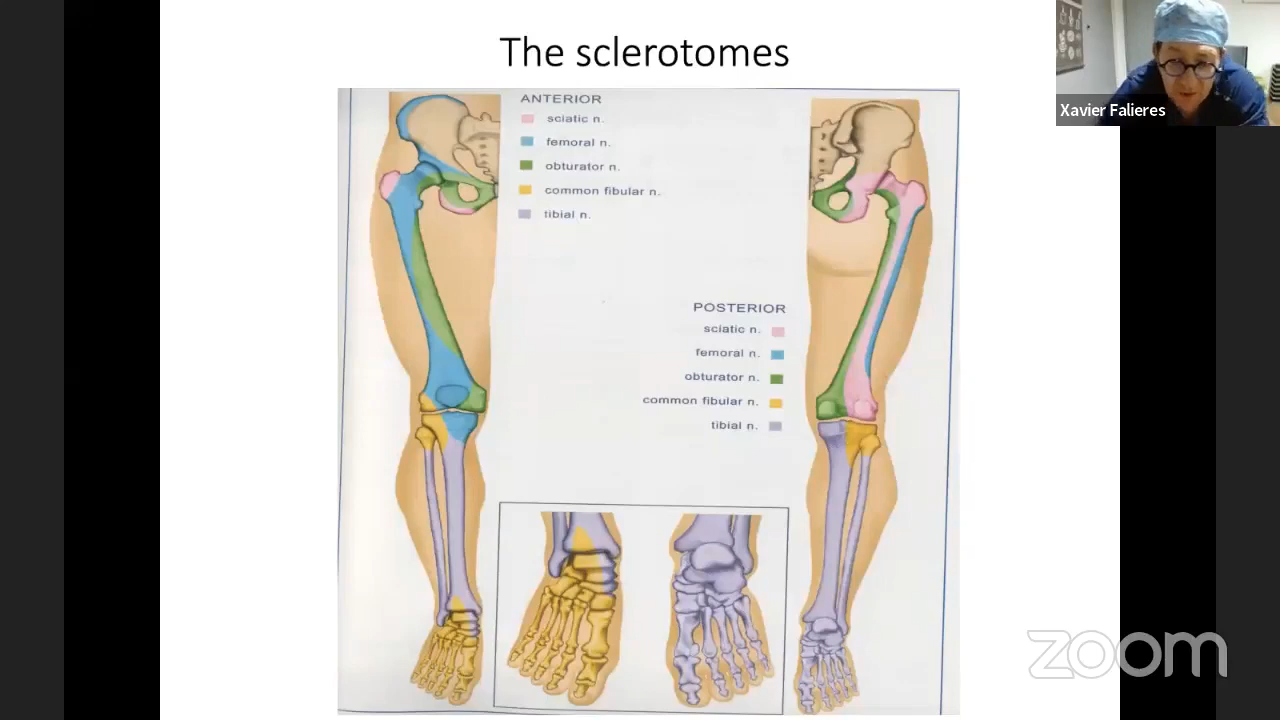 The sclerotomes
Xavier Falieres
ANTERIOR
sciatic n.
femoral n.
obturator n.
common fibular n.
tibial n.
POSTERIOR
sciatic n.
femoral n.
obturator n.
common fibular n.
tibial n.
zoom